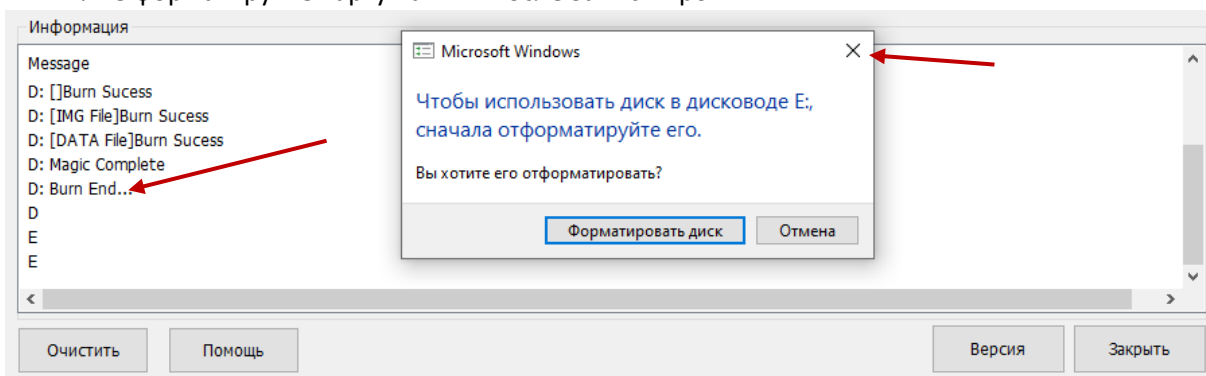 Информация
Message
D: []Burn Sucess
D: [IMG File]Burn Sucess
D: [DATA File]Burn Sucess
D: Magic Complete
D: Burn End...
D
E
E
Microsoft Windows
Чтобы использовать диск в дисководе E:,
сначала отформатируйте его.
Вы хотите его отформатировать?
Форматировать диск
Отмена
Очистить
Помощь
Версия
Закрыть